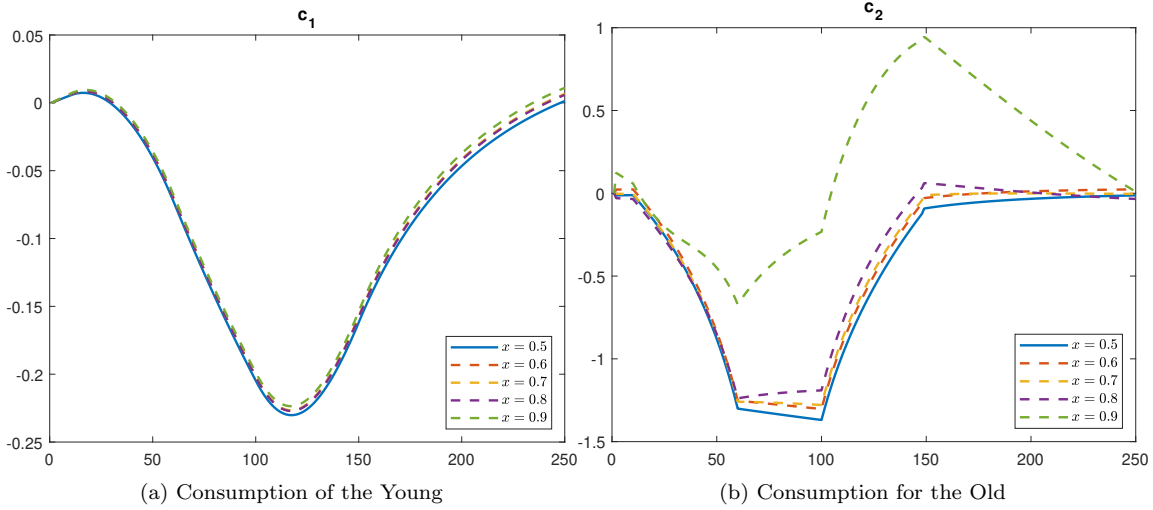 c1
0.05
0
-0.05
-0.1
-0.15
-0.2
-0.25
0 50 100 150 200 250
x = 0.5
x = 0.6
x = 0.7
x = 0.8
x = 0.9
(a) Consumption of the Young
c2
1
0.5
0
-0.5
-1
-1.5
0 50 100 150 200 250
x = 0.5
x = 0.6
x = 0.7
x = 0.8
x = 0.9
(b) Consumption for the Old